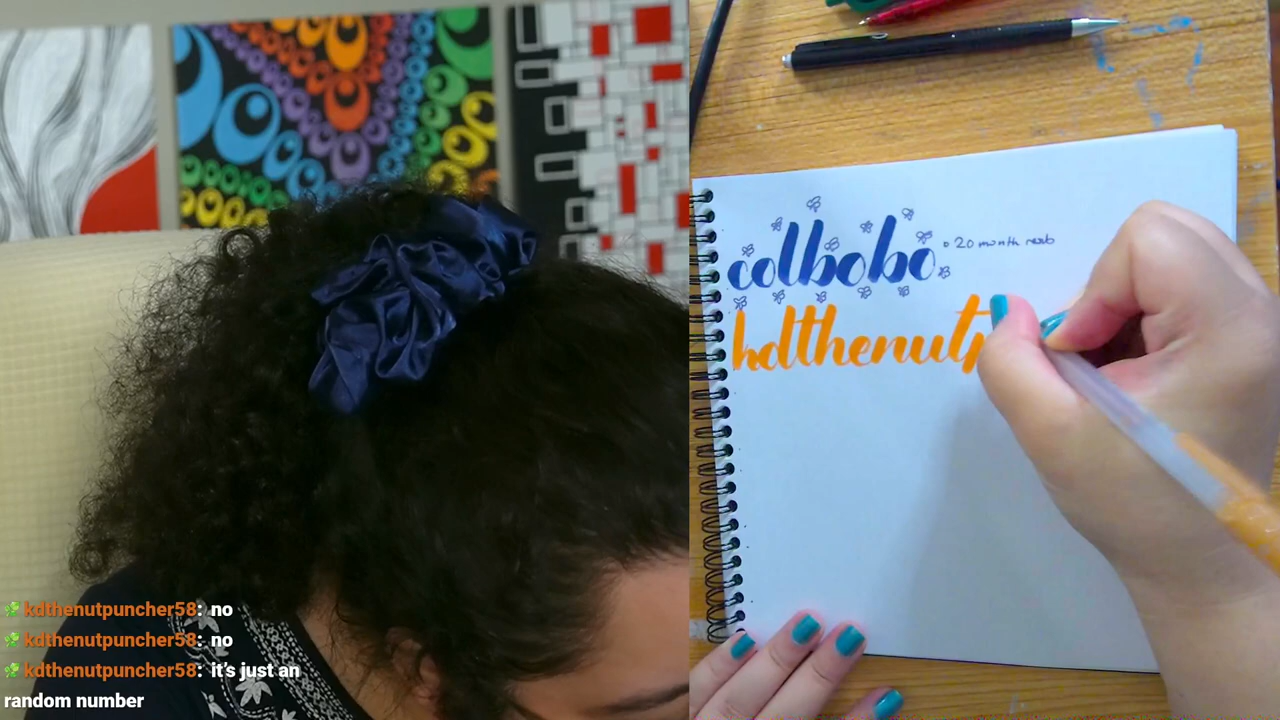 colbobo
20 month resub
kdthenutp
kdthenutpuncher58: no
kdthenutpuncher58: no
kdthenutpuncher58: it's just an
random number